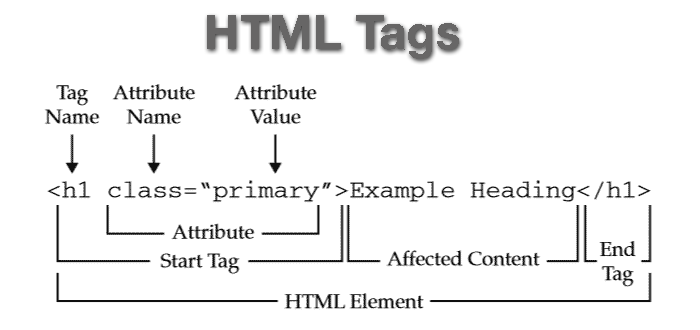 HTML Tags
Tag Attribute Attribute
Name Name Value
<h1 class="primary”>Example Heading</h1>
Attribute
Start Tag
Affected Content
End
Tag
HTML Element